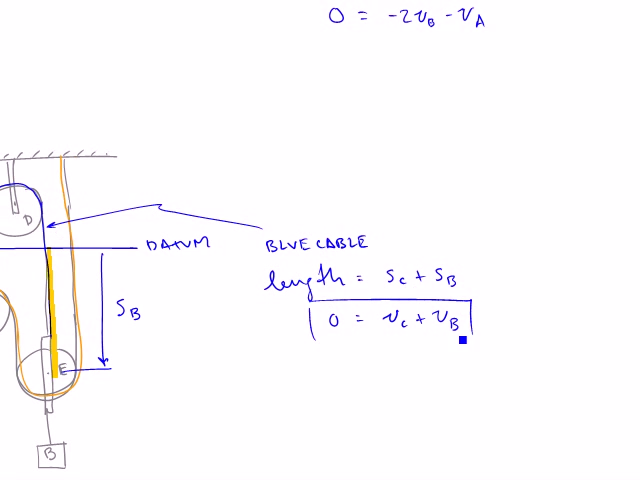 0 = -2v_B - v_A
D
DATUM
BLUE CABLE
length = s_C + s_B
S_B
0 = v_C + v_B
E
B